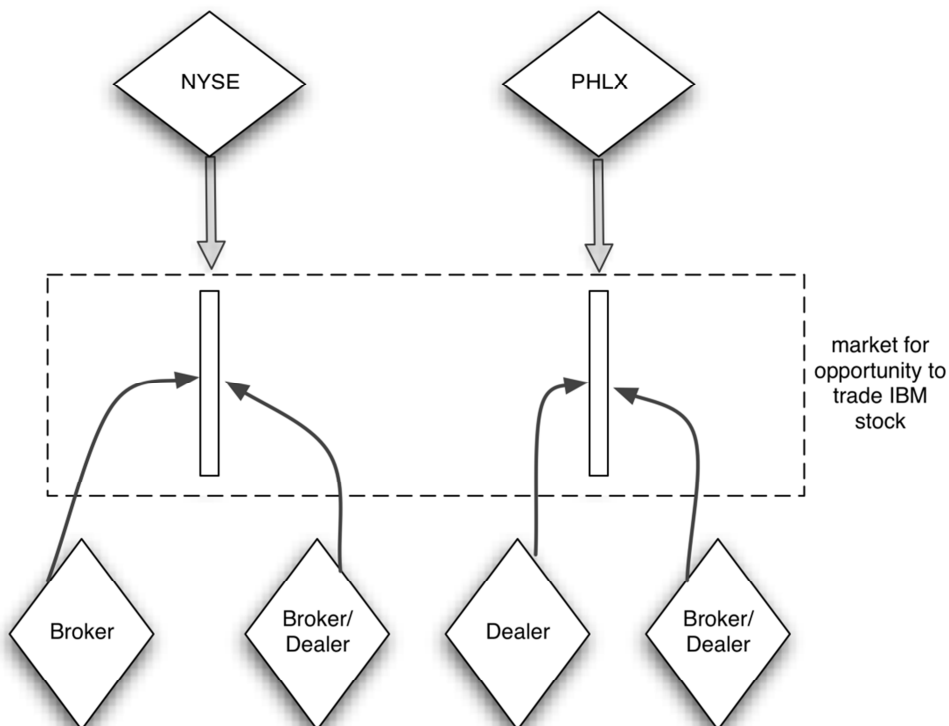 NYSE
PHLX
market for
opportunity to
trade IBM
stock
Broker
Broker/
Dealer
Dealer
Broker/
Dealer